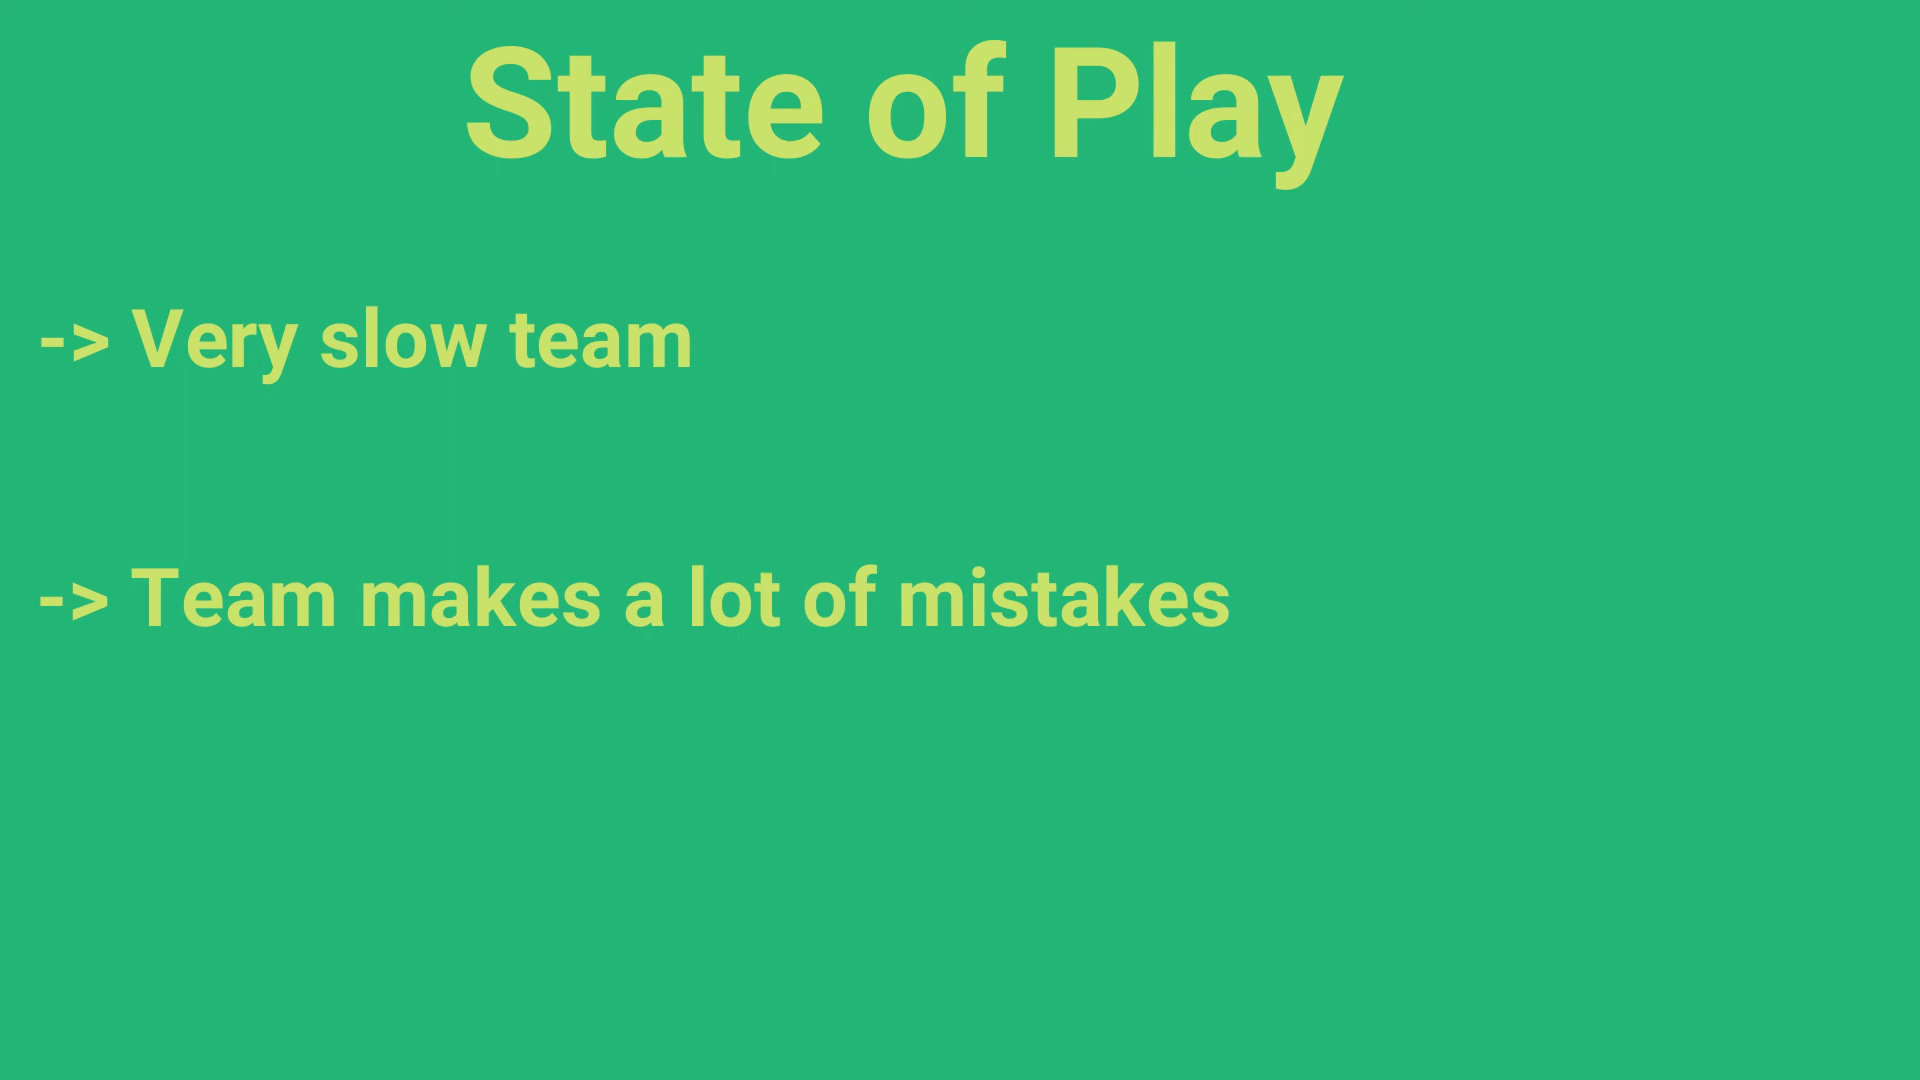 State of Play
-> Very slow team
-> Team makes a lot of mistakes